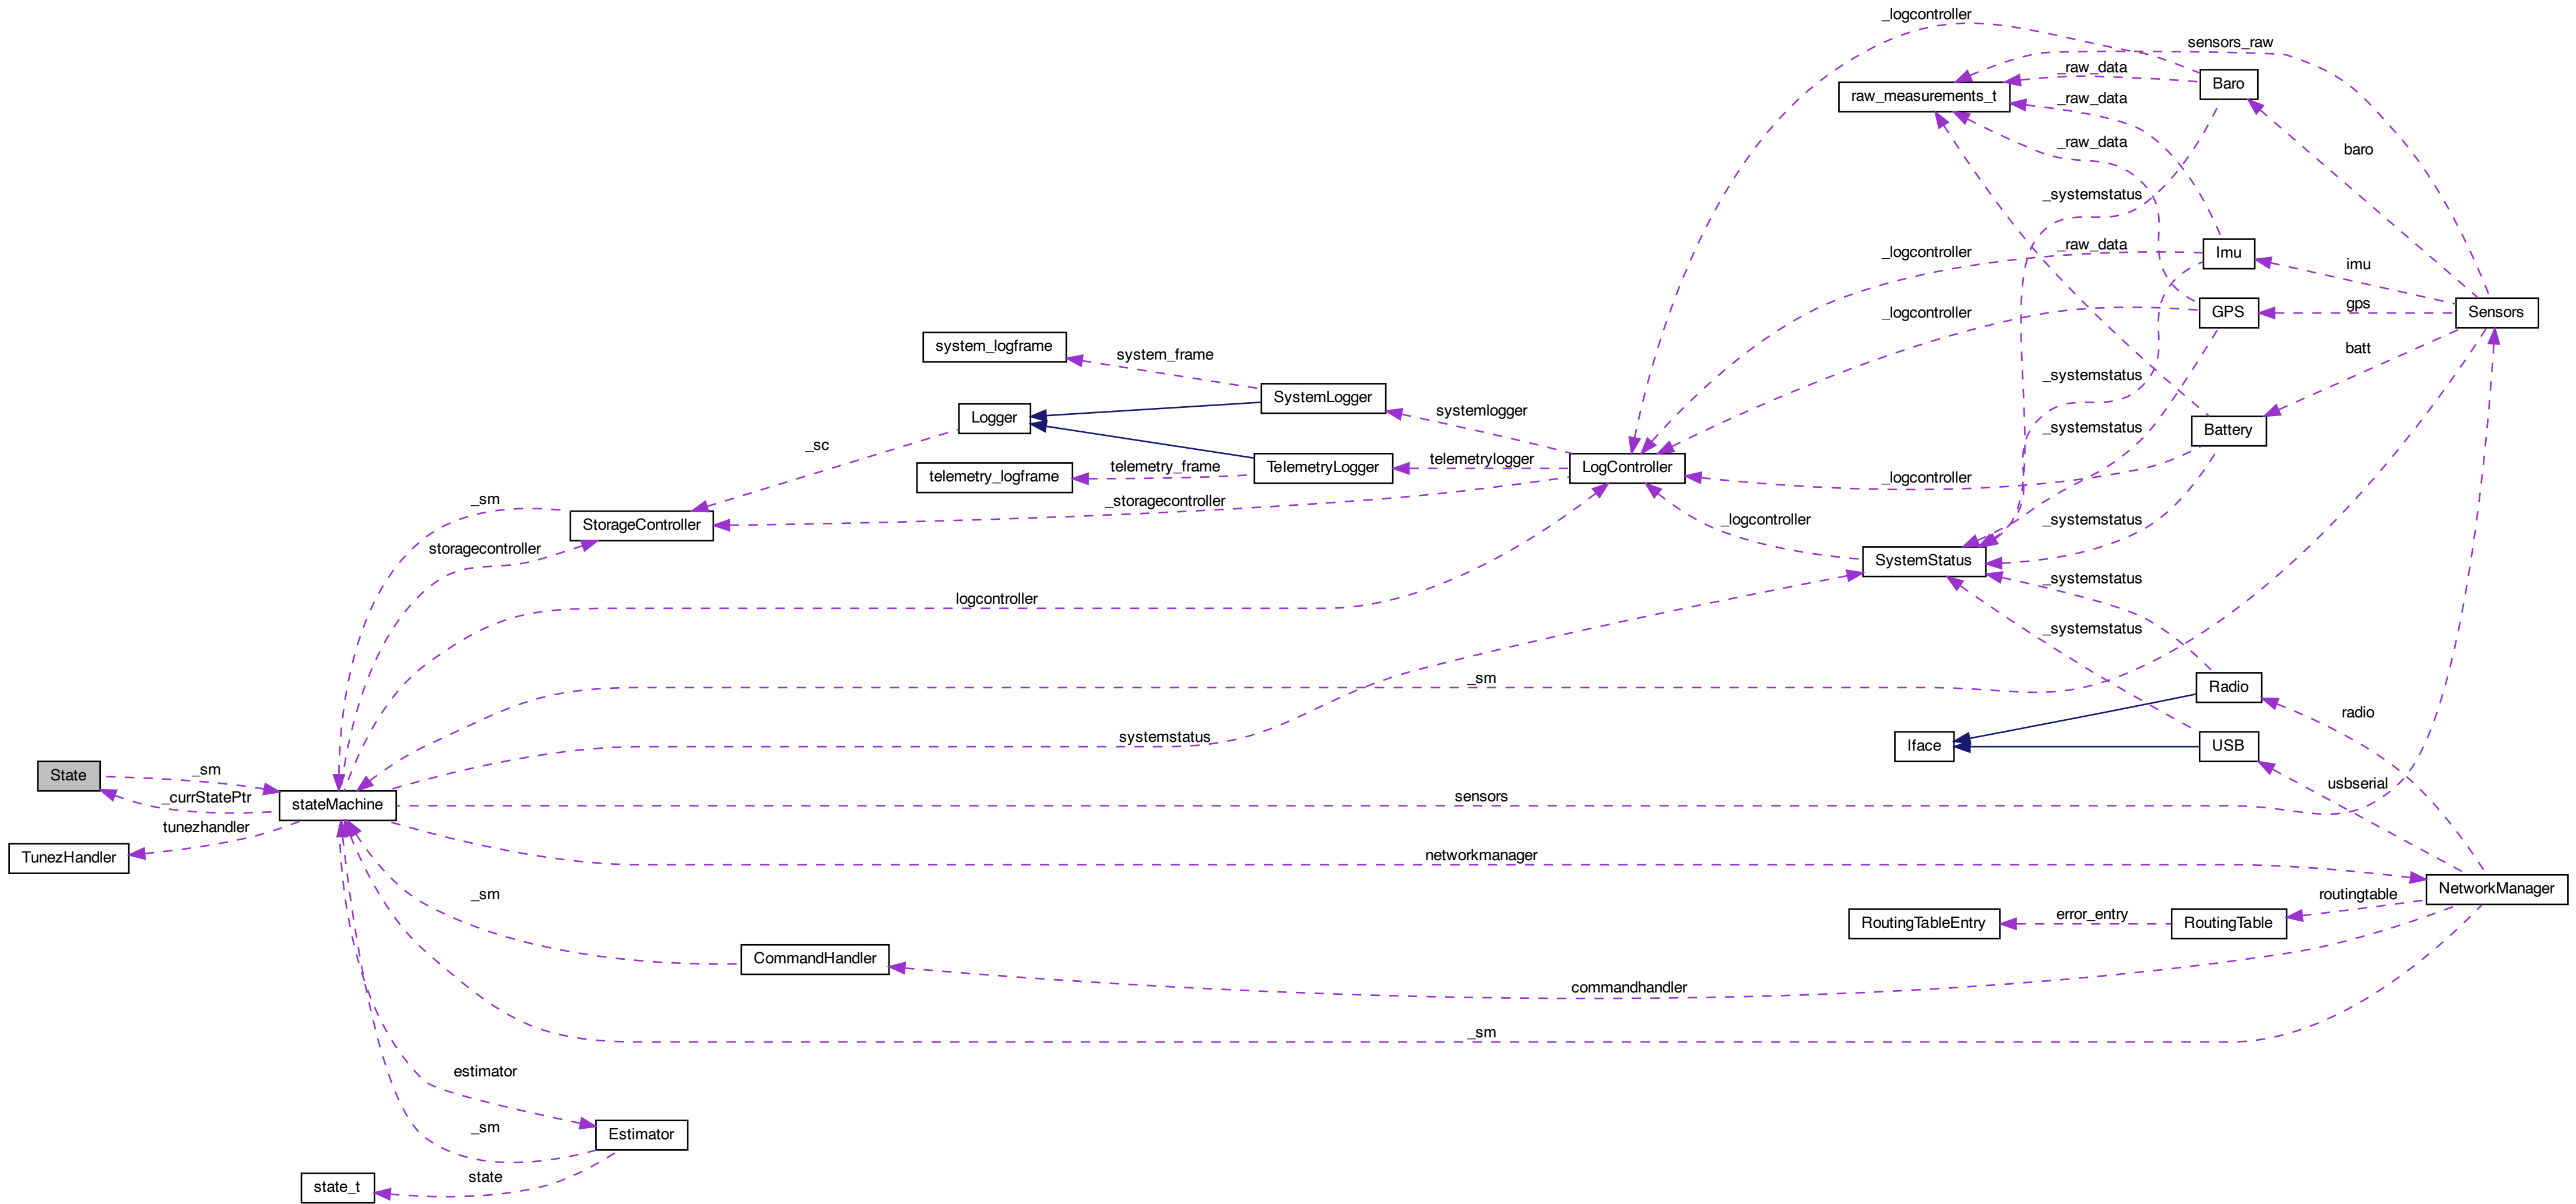 _logcontroller
sensors_raw
_raw_data
Baro
raw_measurements_t
_raw_data
_raw_data
baro
_systemstatus
_raw_data
_logcontroller
Imu
imu
gps
_logcontroller
GPS
Sensors
system_logframe
system_frame
batt
_systemstatus
SystemLogger
systemlogger
Logger
_systemstatus
Battery
_sc
telemetrylogger
telemetry_frame
TelemetryLogger
LogController
telemetry_logframe
_logcontroller
_sm
_storagecontroller
StorageController
_logcontroller
_systemstatus
storagecontroller
SystemStatus
_systemstatus
logcontroller
_systemstatus
_sm
Radio
radio
systemstatus
Iface
USB
_sm
State
usbserial
_currStatePtr
sensors
stateMachine
tunezhandler
networkmanager
TunezHandler
_sm
NetworkManager
routingtable
error_entry
RoutingTableEntry
RoutingTable
CommandHandler
commandhandler
_sm
estimator
_sm
Estimator
state
state_t